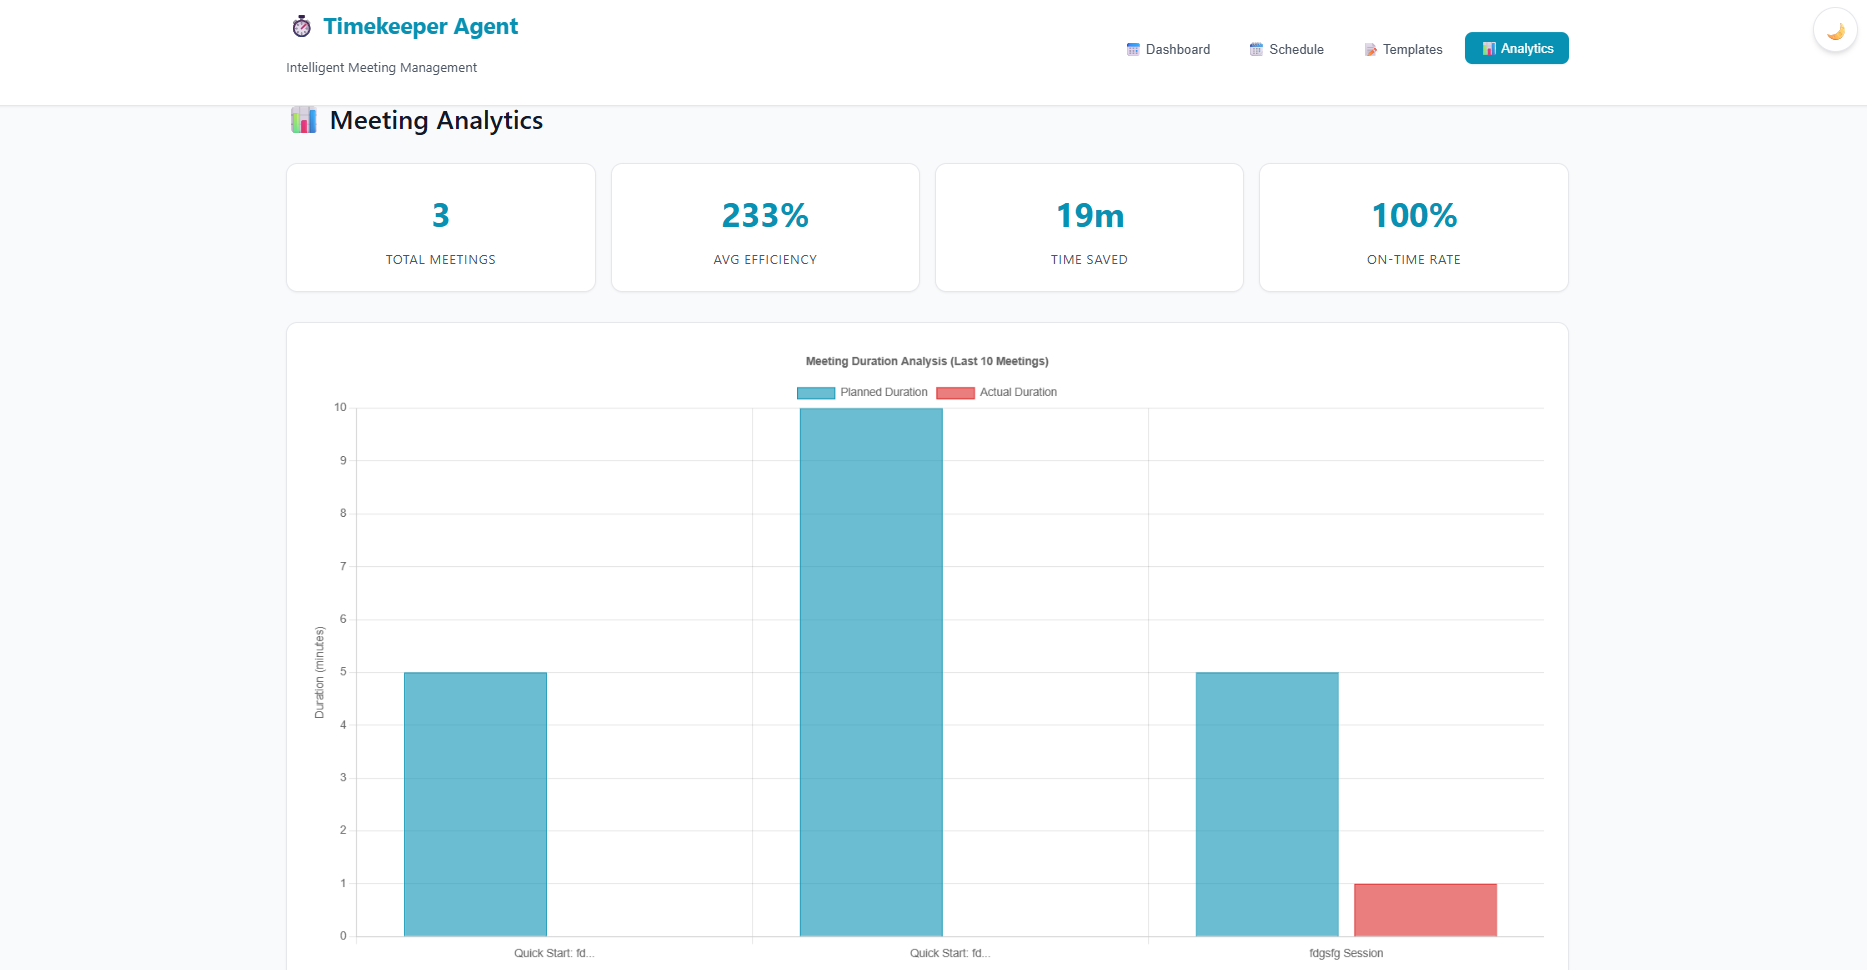 Timekeeper Agent
Intelligent Meeting Management
Dashboard
Schedule
Templates
Analytics
Meeting Analytics
3
TOTAL MEETINGS
233%
AVG EFFICIENCY
19m
TIME SAVED
100%
ON-TIME RATE
Meeting Duration Analysis (Last 10 Meetings)
Planned Duration
Actual Duration
Duration (minutes)
10
9
8
7
6
5
4
3
2
1
0
Quick Start: fd...
Quick Start: fd...
fdgsfg Session